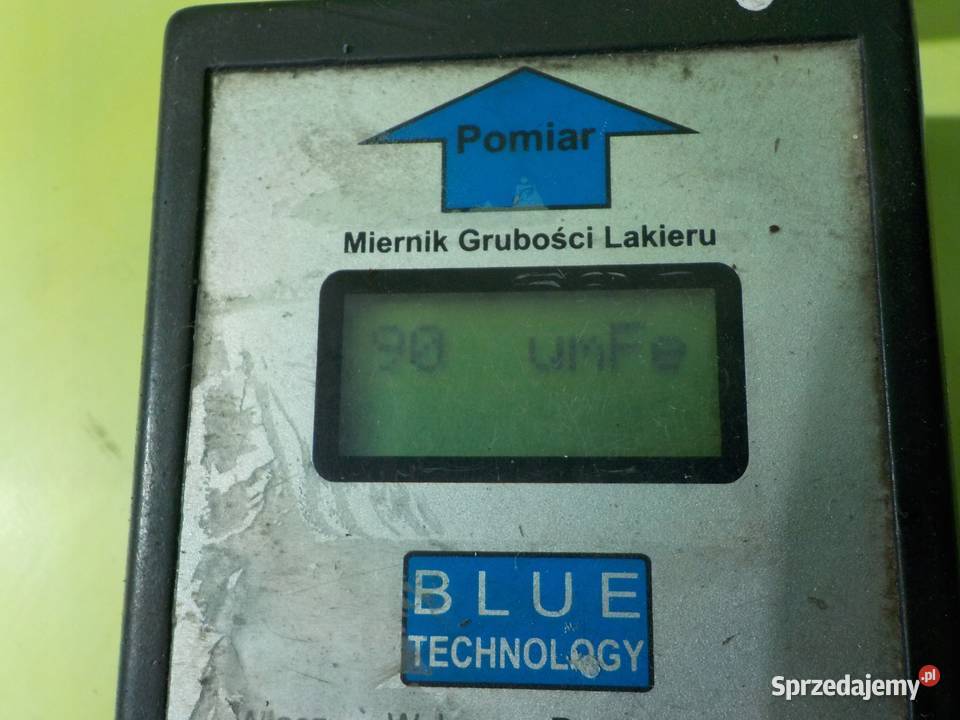 Pomiar
Miernik Grubości Lakieru
90 umFe
BLUE
TECHNOLOGY
Sprzedajemy.pl